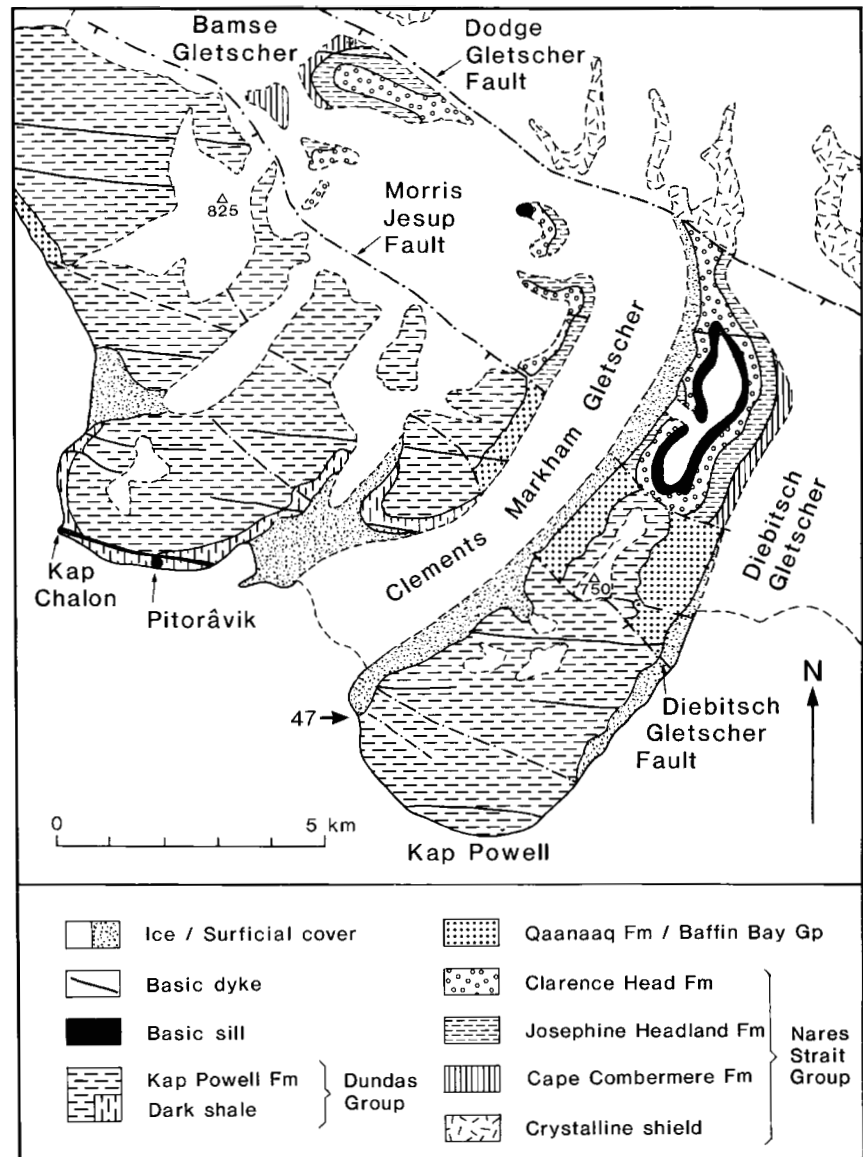 Bamse
Gletscher
Dodge
Gletscher
Fault
825
Morris
Jesup
Fault
Clements Markham Gletscher
Diebitsch
Gletscher
Kap
Chalon
Pitorâvik
750
N
47
Diebitsch
Gletscher
Fault
0 5 km
Kap Powell
Ice / Surficial cover
Basic dyke
Basic sill
Kap Powell Fm
Dark shale
Dundas
Group
Qaanaaq Fm / Baffin Bay Gp
Clarence Head Fm
Josephine Headland Fm
Cape Combermere Fm
Crystalline shield
Nares
Strait
Group